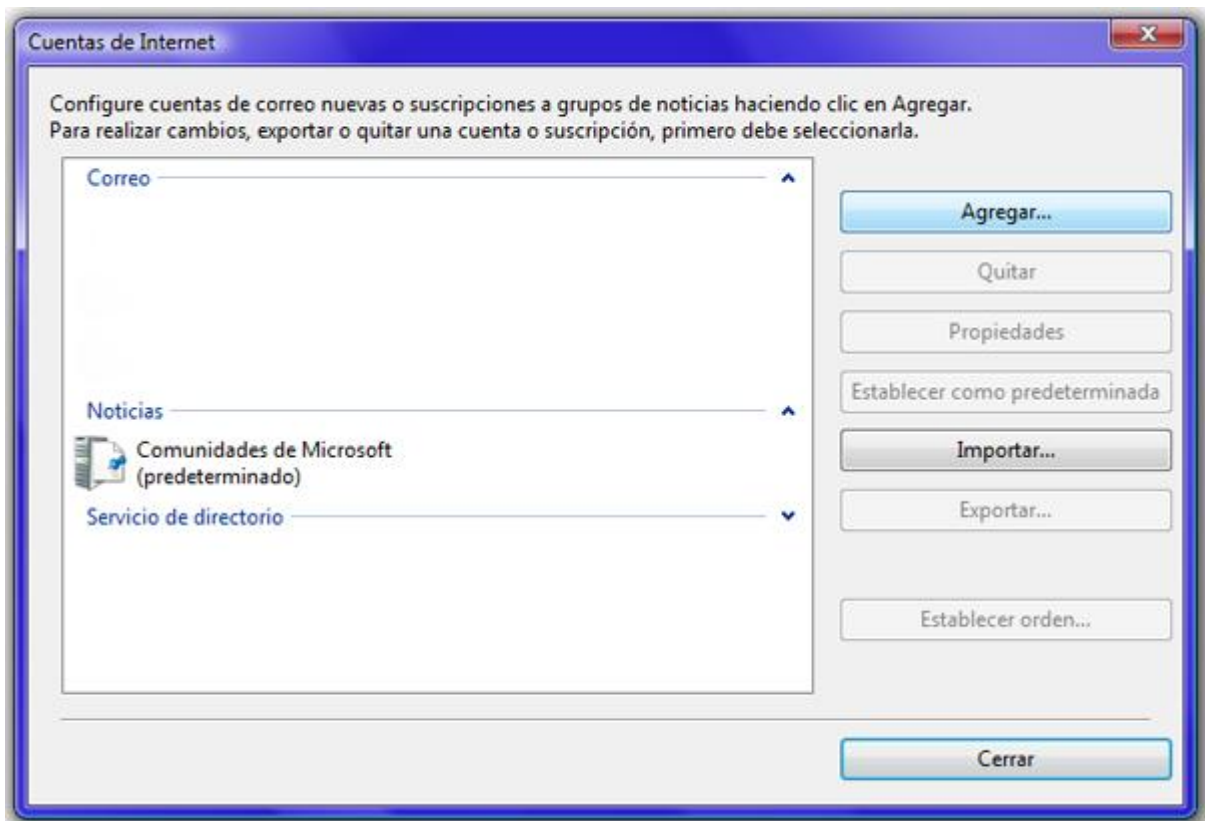 Cuentas de Internet
Configure cuentas de correo nuevas o suscripciones a grupos de noticias haciendo clic en Agregar.
Para realizar cambios, exportar o quitar una cuenta o suscripción, primero debe seleccionarla.
Correo
Agregar...
Quitar
Propiedades
Establecer como predeterminada
Noticias
Comunidades de Microsoft
(predeterminado)
Importar...
Servicio de directorio
Exportar...
Establecer orden...
Cerrar